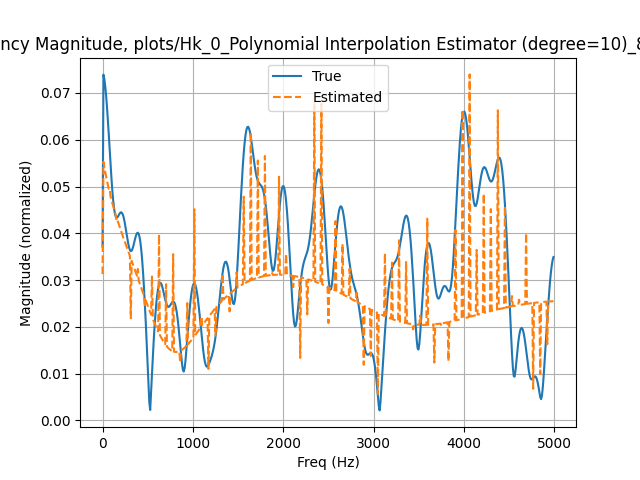 ncy Magnitude, plots/Hk_0_Polynomial Interpolation Estimator (degree=10)_8
True
Estimated
Magnitude (normalized)
0.07
0.06
0.05
0.04
0.03
0.02
0.01
0.00
0
1000
2000
3000
4000
5000
Freq (Hz)